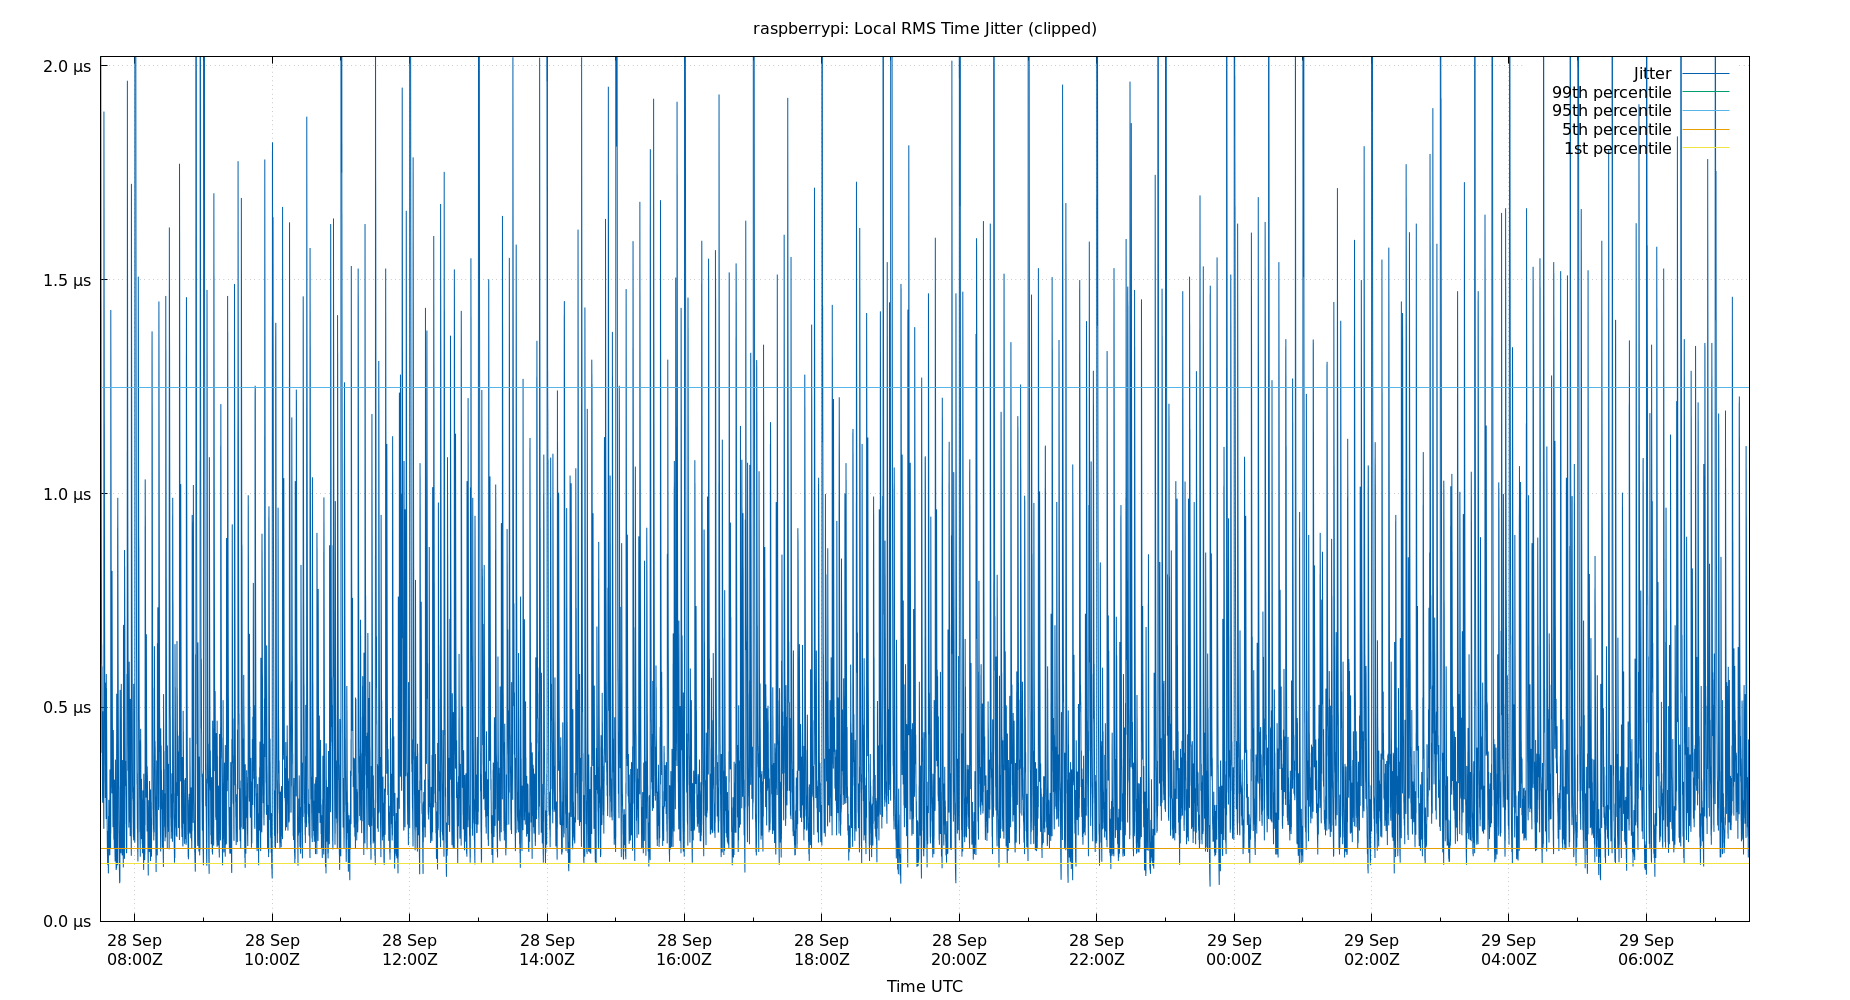 raspberrypi: Local RMS Time Jitter (clipped)
2.0 µs
1.5 µs
1.0 µs
0.5 µs
0.0 µs
Jitter
99th percentile
95th percentile
5th percentile
1st percentile
28 Sep 28 Sep 28 Sep 28 Sep 28 Sep 28 Sep 28 Sep 28 Sep 29 Sep 29 Sep 29 Sep 29 Sep
08:00Z 10:00Z 12:00Z 14:00Z 16:00Z 18:00Z 20:00Z 22:00Z 00:00Z 02:00Z 04:00Z 06:00Z
Time UTC